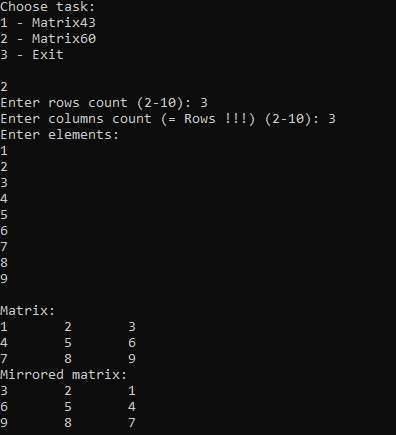 Choose task:
1 - Matrix43
2 - Matrix60
3 - Exit
2
Enter rows count (2-10): 3
Enter columns count (= Rows !!!) (2-10): 3
Enter elements:
1
2
3
4
5
6
7
8
9
Matrix:
1 2 3
4 5 6
7 8 9
Mirrored matrix:
3 2 1
6 5 4
9 8 7